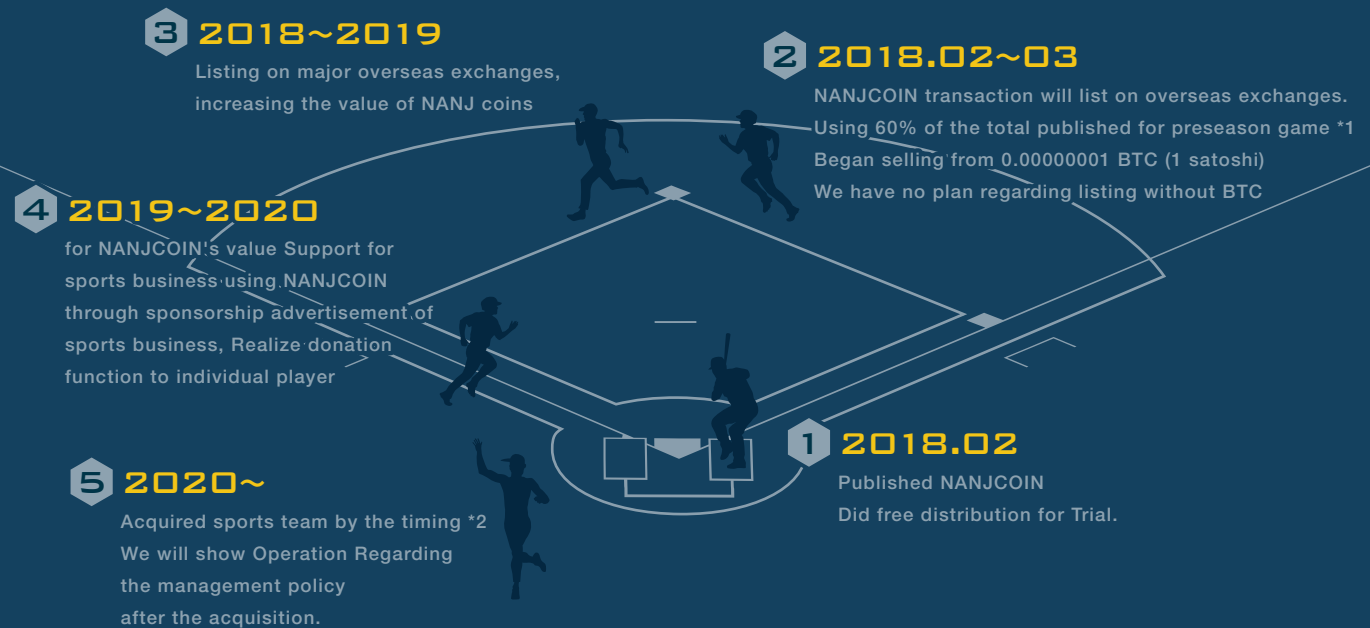 3 2018~2019
Listing on major overseas exchanges,
increasing the value of NANJ coins
2 2018.02~03
NANJCOIN transaction will list on overseas exchanges.
Using 60% of the total published for preseason game *1
Began selling from 0.00000001 BTC (1 satoshi)
We have no plan regarding listing without BTC
4 2019~2020
for NANJCOIN's value Support for
sports business using NANJCOIN
through sponsorship advertisement of
sports business, Realize donation
function to individual player
1 2018.02
Published NANJCOIN
Did free distribution for Trial.
5 2020~
Acquired sports team by the timing *2
We will show Operation Regarding
the management policy
after the acquisition.